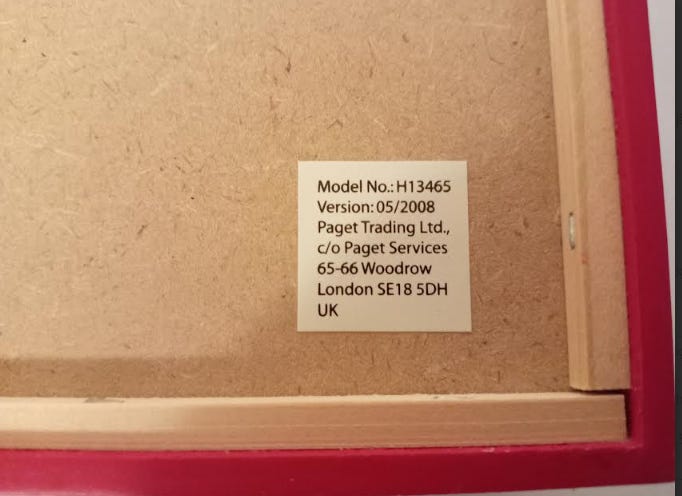 Model No.: H13465
Version: 05/2008
Paget Trading Ltd.,
c/o Paget Services
65-66 Woodrow
London SE18 5DH
UK